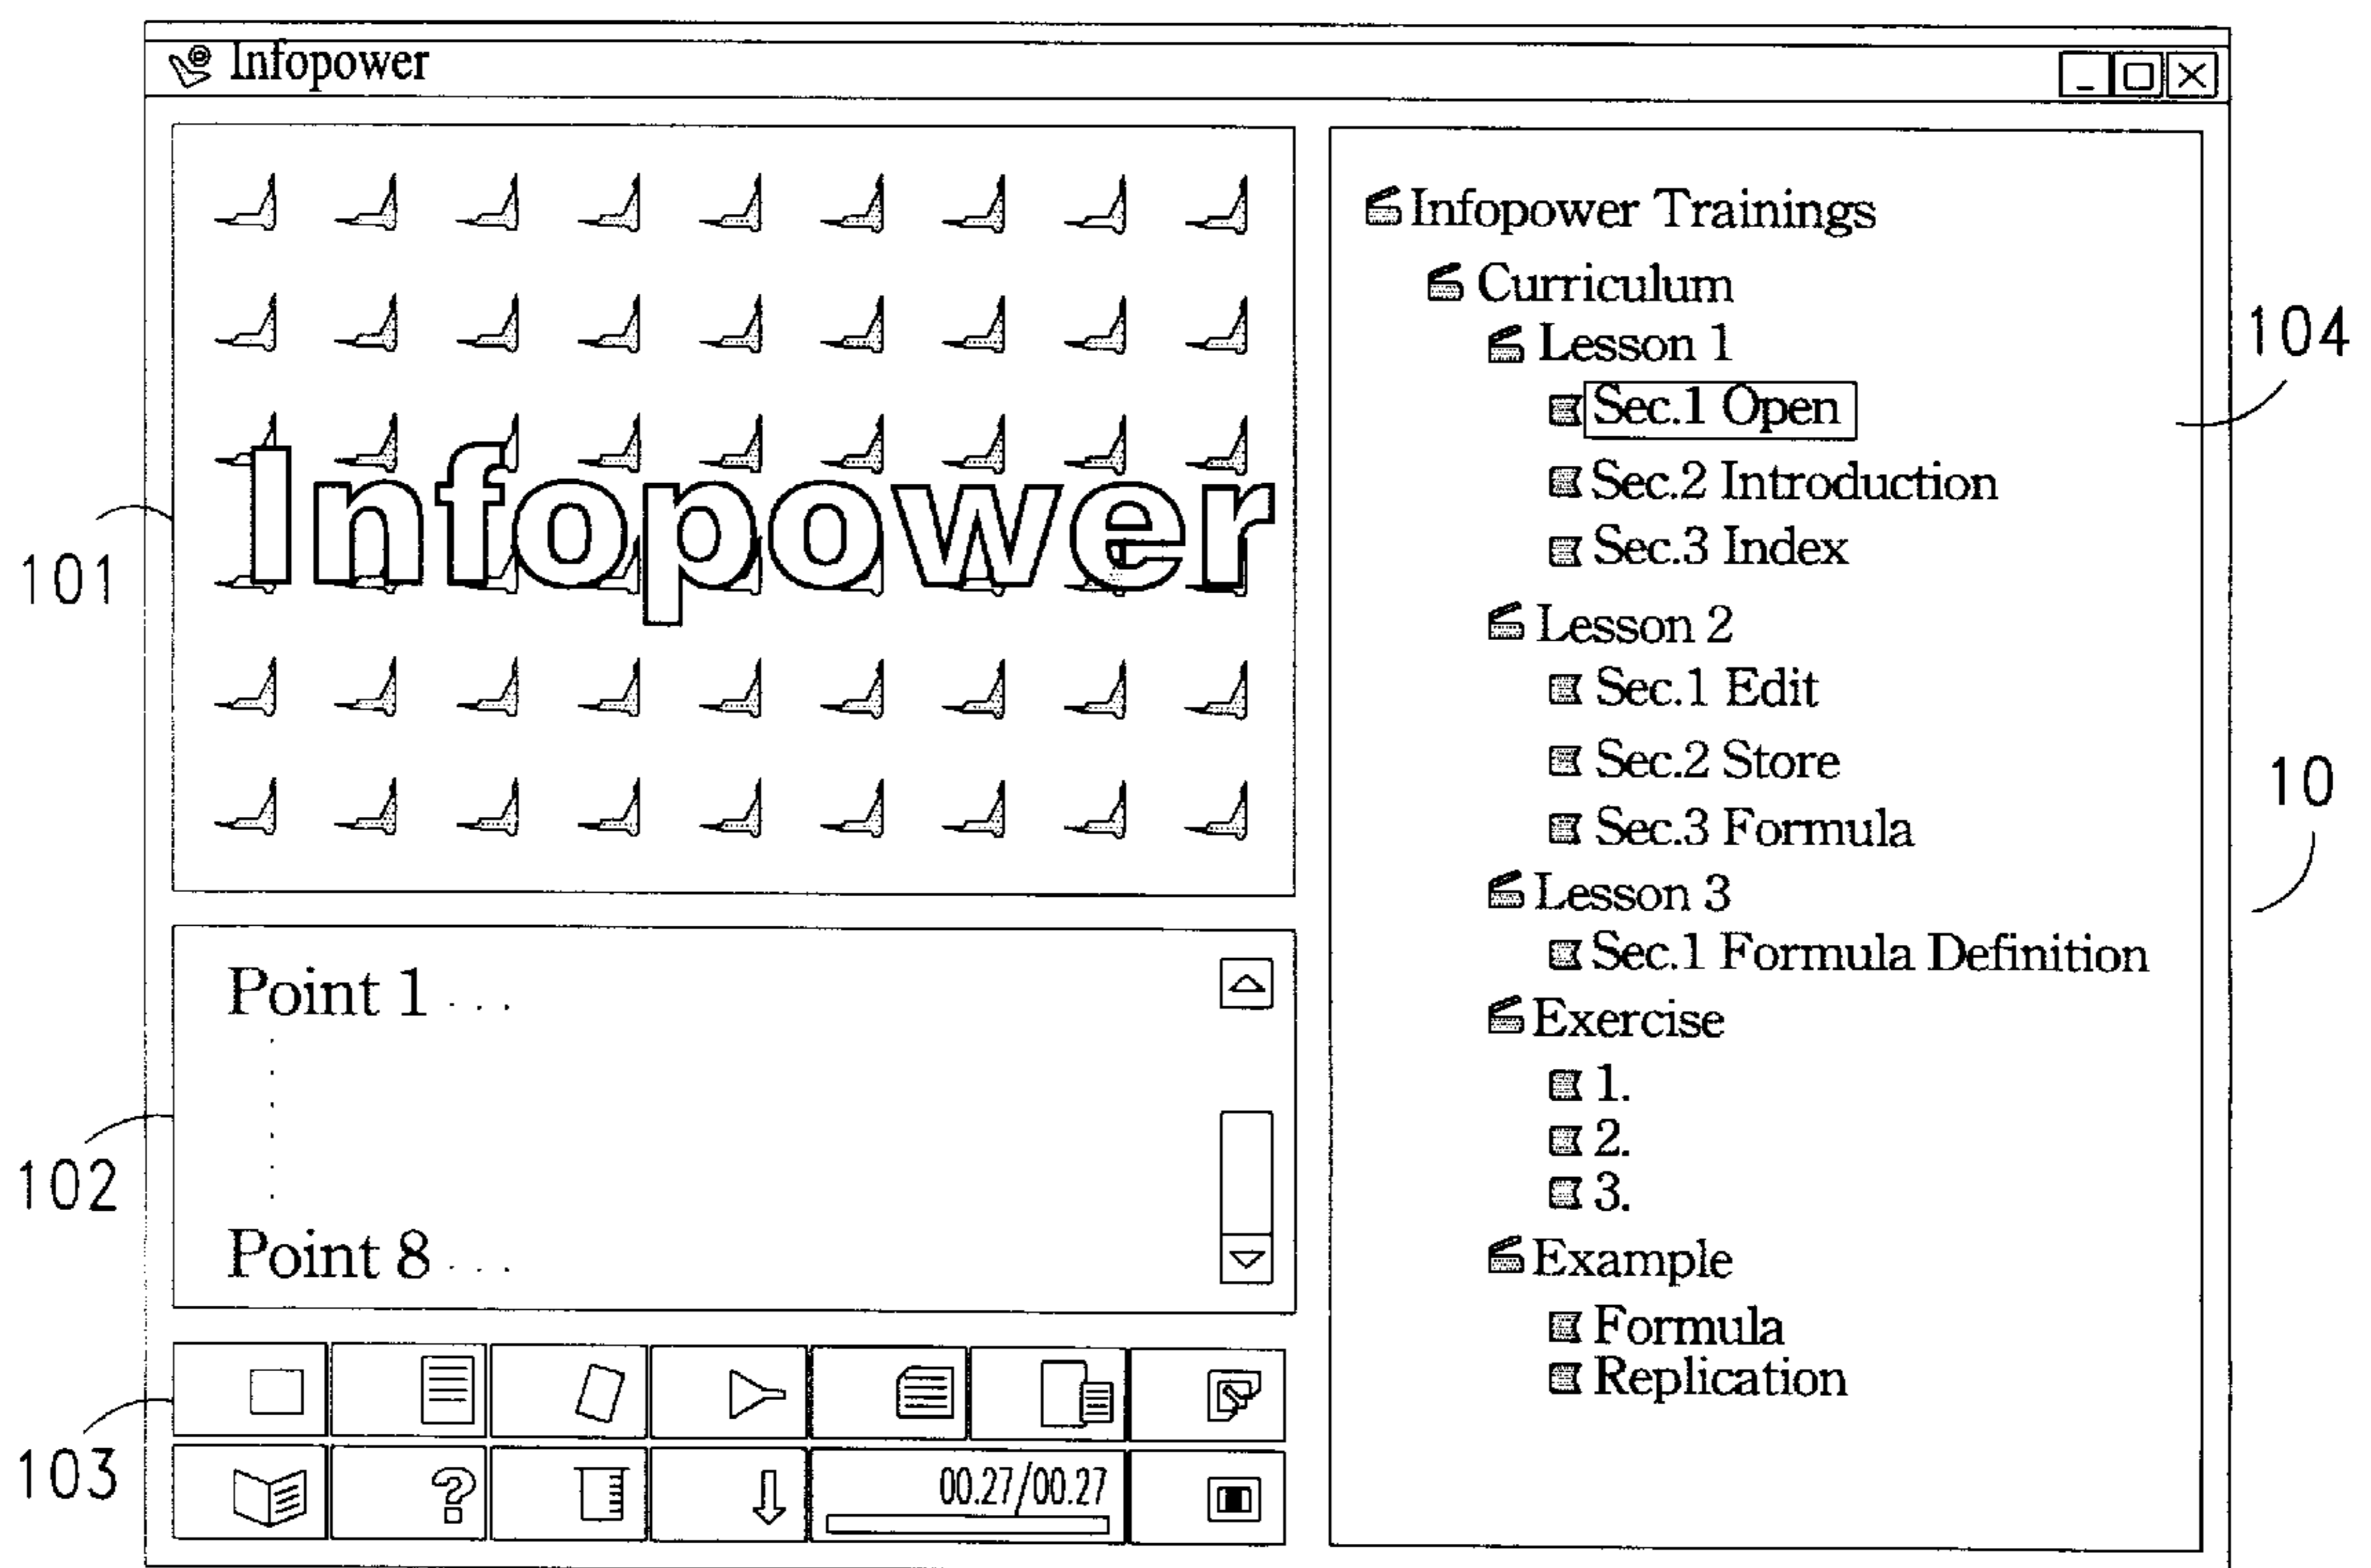 Infopower
Infopower
101
Point 1 ...
Point 8 ...
102
103
00.27/00.27
Infopower Trainings
Curriculum
Lesson 1
Sec.1 Open
Sec.2 Introduction
Sec.3 Index
Lesson 2
Sec.1 Edit
Sec.2 Store
Sec.3 Formula
Lesson 3
Sec.1 Formula Definition
Exercise
1.
2.
3.
Example
Formula
Replication
104
10